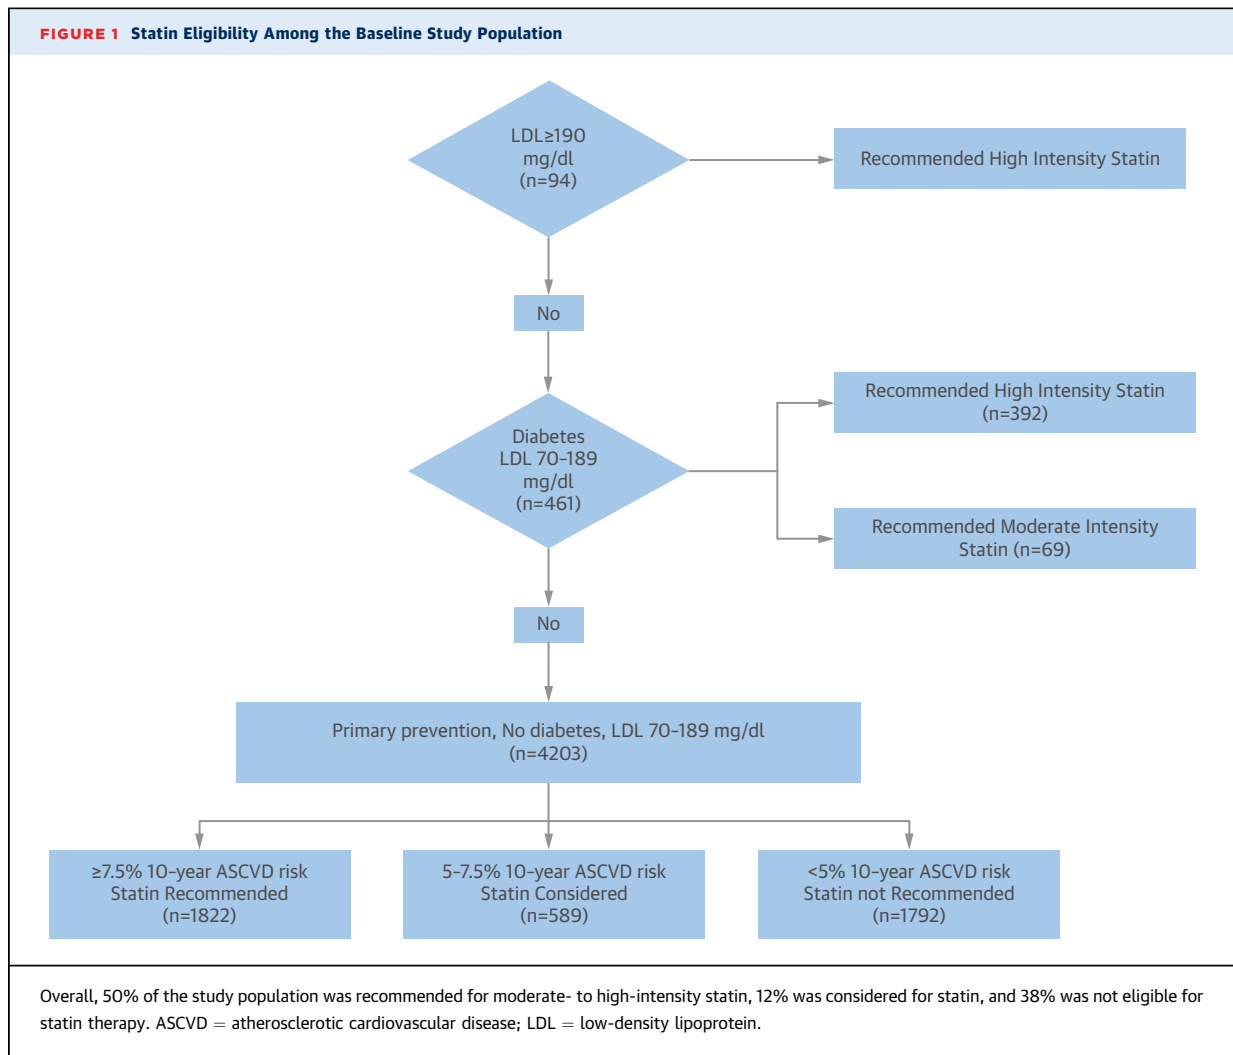 FIGURE 1 Statin Eligibility Among the Baseline Study Population
LDL≥190
mg/dl
(n=94)
Recommended High Intensity Statin
No
Diabetes
LDL 70-189
mg/dl
(n=461)
Recommended High Intensity Statin
(n=392)
Recommended Moderate Intensity
Statin (n=69)
No
Primary prevention, No diabetes, LDL 70-189 mg/dl
(n=4203)
≥7.5% 10-year ASCVD risk
Statin Recommended
(n=1822)
5-7.5% 10-year ASCVD risk
Statin Considered
(n=589)
<5% 10-year ASCVD risk
Statin not Recommended
(n=1792)
Overall, 50% of the study population was recommended for moderate- to high-intensity statin, 12% was considered for statin, and 38% was not eligible for
statin therapy. ASCVD = atherosclerotic cardiovascular disease; LDL = low-density lipoprotein.